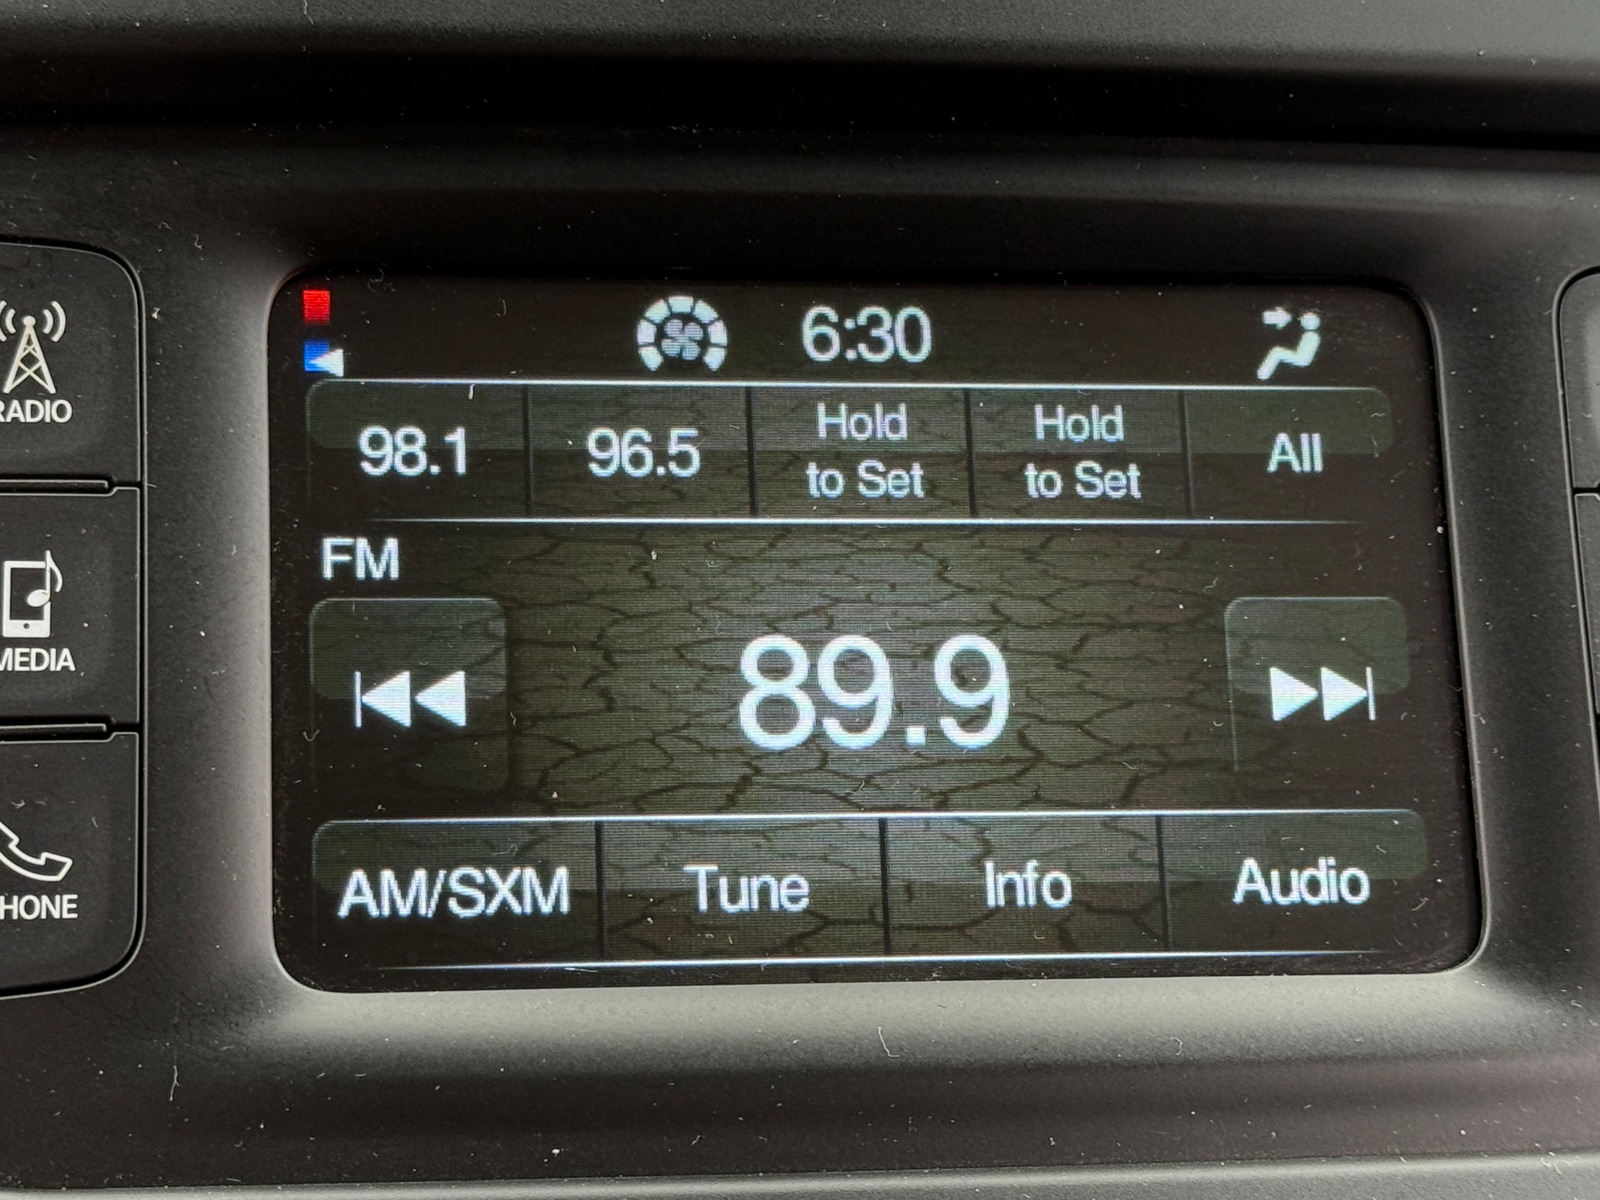 6:30
98.1
96.5
Hold
to Set
Hold
to Set
All
FM
89.9
AM/SXM
Tune
Info
Audio
RADIO
MEDIA
PHONE